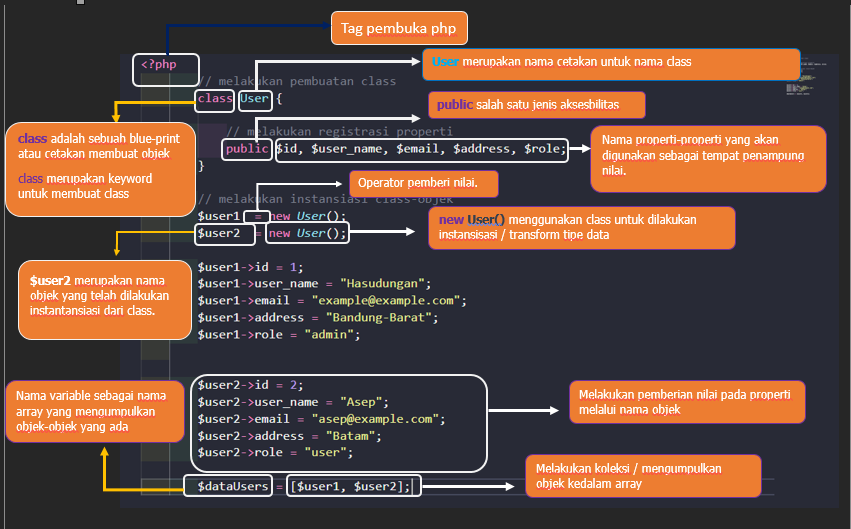 Tag pembuka php
<?php
User merupakan nama cetakan untuk nama class
// melakukan pembuatan class
class User {
public salah satu jenis aksesbilitas
class adalah sebuah blue-print
atau cetakan membuat objek
class merupakan keyword
untuk membuat class
// melakukan registrasi properti
public $id, $user_name, $email, $address, $role;
}
Nama properti-properti yang akan
digunakan sebagai tempat penampung
nilai.
Operator pemberi nilai.
// melakukan instansiasi class-objek
$user1 = new User();
$user2 = new User();
new User() menggunakan class untuk dilakukan
instansisasi / transform tipe data
$user2 merupakan nama
objek yang telah dilakukan
instantansiasi dari class.
$user1->id = 1;
$user1->user_name = "Hasudungan";
$user1->email = "example@example.com";
$user1->address = "Bandung-Barat";
$user1->role = "admin";
Nama variable sebagai nama
array yang mengumpulkan
objek-objek yang ada
$user2->id = 2;
$user2->user_name = "Asep";
$user2->email = "asep@example.com";
$user2->address = "Batam";
$user2->role = "user";
Melakukan pemberian nilai pada properti
melalui nama objek
$dataUsers = [$user1, $user2];
Melakukan koleksi / mengumpulkan
objek kedalam array